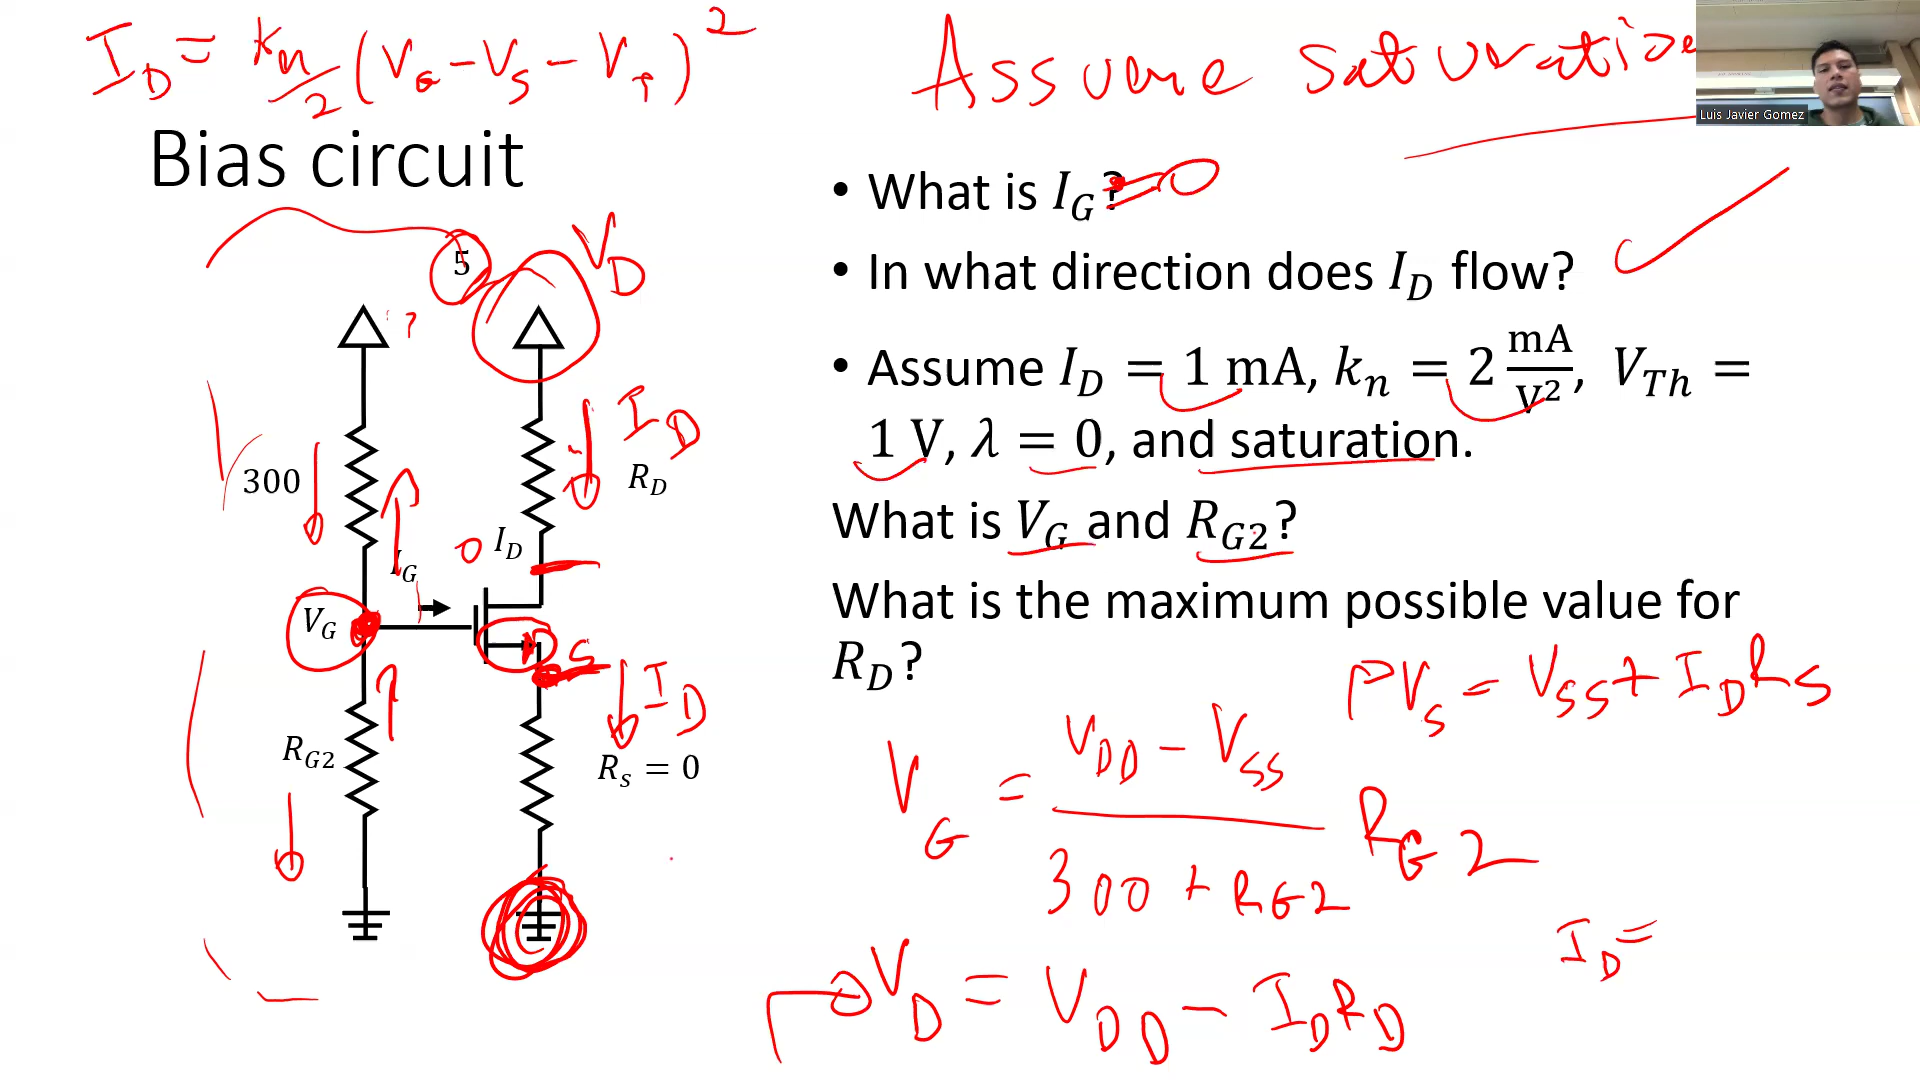 I_D = k_n/2 (V_G - V_S - V_T)^2
Assume saturation
Luis Javier Gomez
Bias circuit
• What is I_G? = 0
• In what direction does I_D flow?
• Assume I_D = 1 mA, k_n = 2 mA/V², V_Th =
1 V, λ = 0, and saturation.
What is V_G and R_G2?
What is the maximum possible value for
R_D?
5
V_D
?
300
I_D
R_D
I_G
0
I_D
V_G
S
I_D
R_G2
R_s = 0
V_S = V_SS + I_D R_S
V_G = (V_DD - V_SS)/(300 + R_G2) R_G2
I_D =
V_D = V_DD - I_D R_D